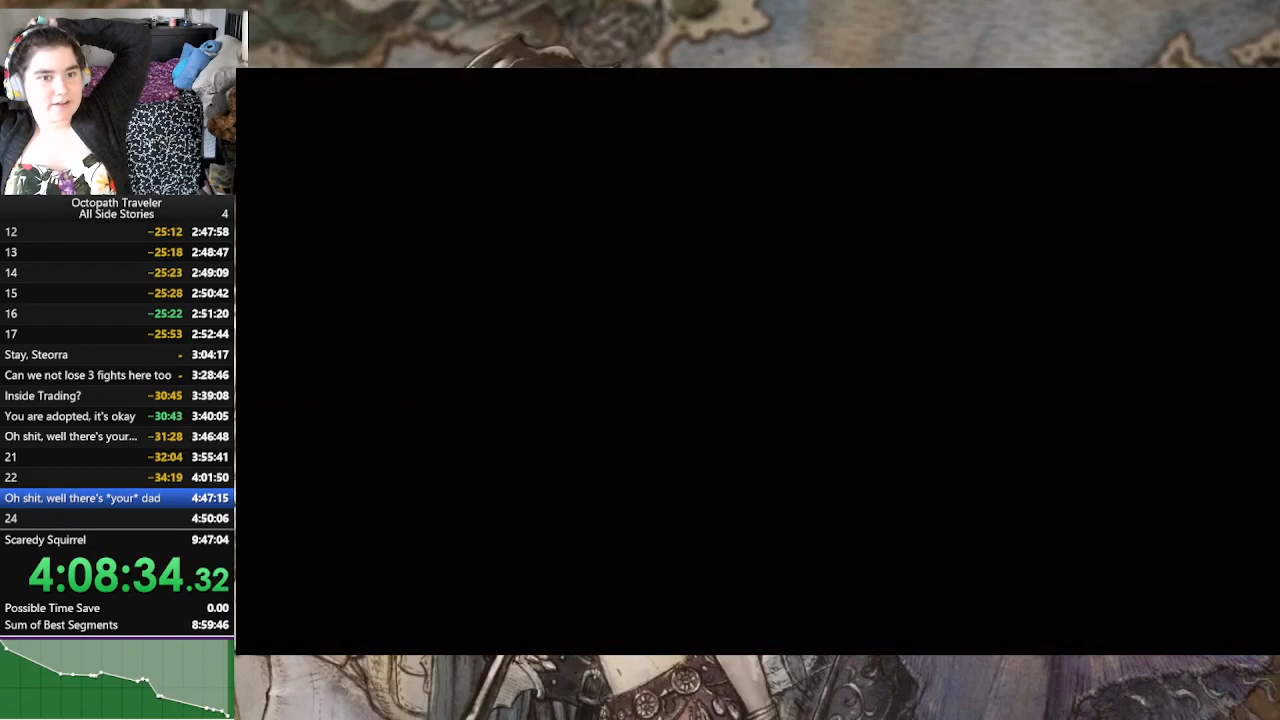 Octopath Traveler
All Side Stories 4
12 -25:12 2:47:58
13 -25:18 2:48:47
14 -25:23 2:49:09
15 -25:28 2:50:42
16 -25:22 2:51:20
17 -25:53 2:52:44
Stay, Steorra - 3:04:17
Can we not lose 3 fights here too - 3:28:46
Inside Trading? -30:45 3:39:08
You are adopted, it's okay -30:43 3:40:05
Oh shit, well there's your... -31:28 3:46:48
21 -32:04 3:55:41
22 -34:19 4:01:50
Oh shit, well there's *your* dad 4:47:15
24 4:50:06
Scaredy Squirrel 9:47:04
4:08:34.32
Possible Time Save 0.00
Sum of Best Segments 8:59:46